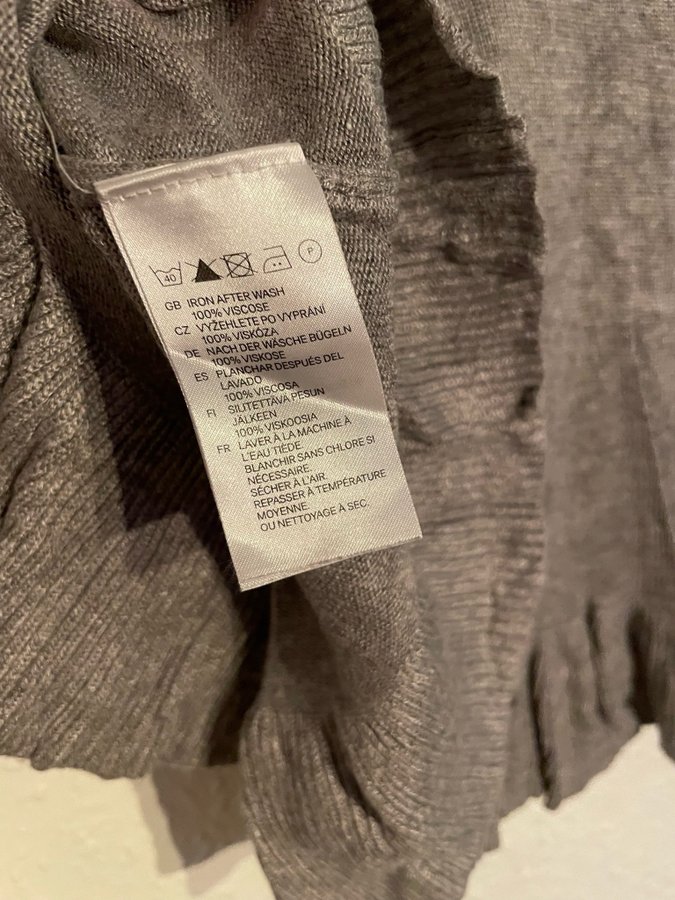 40 P
GB IRON AFTER WASH
100% VISCOSE
CZ VYŽEHLETE PO VYPRÁNÍ
100% VISKÓZA
DE NACH DER WÄSCHE BÜGELN
100% VISKOSE
ES PLANCHAR DESPUÉS DEL
LAVADO
100% VISCOSA
FI SILITETTÄVÄ PESUN
JÄLKEEN
100% VISKOOSIA
FR LAVER À LA MACHINE À
L'EAU TIÈDE.
BLANCHIR SANS CHLORE SI
NÉCESSAIRE.
SÉCHER À L'AIR.
REPASSER À TEMPÉRATURE
MOYENNE.
OU NETTOYAGE À SEC.